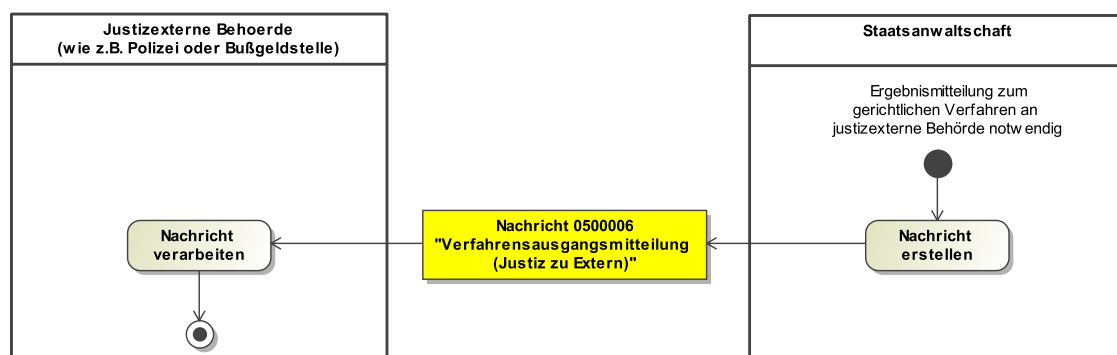 Justizexterne Behoerde
(wie z.B. Polizei oder Bußgeldstelle)
Staatsanwaltschaft
Ergebnismitteilung zum
gerichtlichen Verfahren an
justizexterne Behörde notwendig
Nachricht
verarbeiten
Nachricht 0500006
"Verfahrensausgangsmitteilung
(Justiz zu Extern)"
Nachricht
erstellen